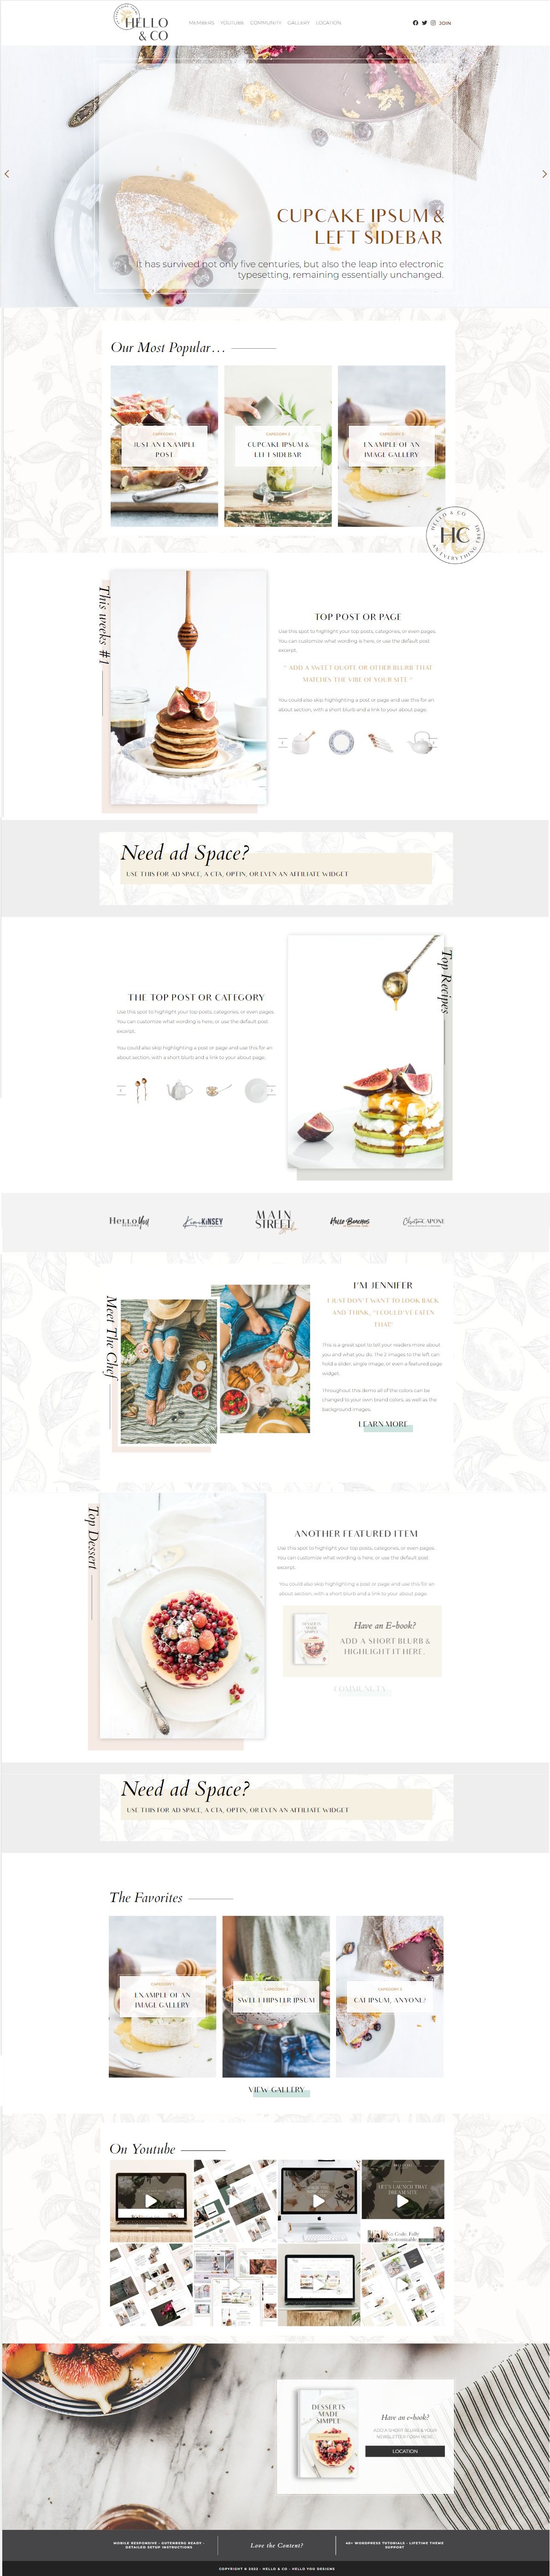 HELLO
& CO
MEMBERS YOUTUBE COMMUNITY GALLERY LOCATION
JOIN
CUPCAKE IPSUM &
LEFT SIDEBAR
It has survived not only five centuries, but also the leap into electronic
typesetting, remaining essentially unchanged.
Our Most Popular...
CATEGORY 1
JUST AN EXAMPLE
POST
CUPCAKE IPSUM &
LEFT SIDEBAR
EXAMPLE OF AN
IMAGE GALLERY
HELLO & CO
HC
AN EVERYTHING THEME
This weeks #1
TOP POST OR PAGE
Use this spot to highlight your top posts, categories, or even pages.
You can customize what wording is here, or use the default post
excerpt.
" ADD A SWEET QUOTE OR OTHER BLURB THAT
MATCHES THE VIBE OF YOUR SITE "
You could also skip highlighting a post or page and use this for an
about section, with a short blurb and a link to your about page.
Need ad Space?
USE THIS FOR AD SPACE, A CTA, OPTIN, OR EVEN AN AFFILIATE WIDGET
THE TOP POST OR CATEGORY
Use this spot to highlight your top posts, categories, or even pages.
You can customize what wording is here, or use the default post
excerpt.
You could also skip highlighting a post or page and use this for an
about section, with a short blurb and a link to your about page.
Top Recipes
HELLO You
DESIGNS
Kim KINSEY
MAIN
STREET
Hello Brunches
Christina CAPONE
Meet The Chef
I'M JENNIFER
I JUST DON'T WANT TO LOOK BACK
AND THINK, "I COULD'VE EATEN
THAT"
This is a great spot to tell your readers more about
you and what you do, the 2 images to the left can
hold a slider, single image, or even a featured page
widget.
Throughout this demo all of the colors can be
changed to your own brand colors, as well as the
background images.
LEARN MORE
Top Dessert
ANOTHER FEATURED ITEM
Use this spot to highlight your top posts, categories, or even pages.
You can customize what wording is here, or use the default post
excerpt.
You could also skip highlighting a post or page and use this for an
about section, with a short blurb and a link to your about page.
DESSERTS
MADE
SIMPLE
Have an E-book?
ADD A SHORT BLURB &
HIGHLIGHT IT HERE.
COMMUNITY
Need ad Space?
USE THIS FOR AD SPACE, A CTA, OPTIN, OR EVEN AN AFFILIATE WIDGET
The Favorites
EXAMPLE OF AN
IMAGE GALLERY
SWEET HIPSTER IPSUM
CAT IPSUM, ANYONE?
VIEW GALLERY
On Youtube
LET'S LAUNCH THAT
DREAM SITE
No Code, Fully
Customizable
DESSERTS
MADE
SIMPLE
Have an e-book?
ADD A SHORT BLURB & YOUR
NEWSLETTER FORM HERE
LOCATION
MOBILE RESPONSIVE - GUTENBERG READY -
DETAILED SETUP INSTRUCTIONS
Love the Content?
40+ WORDPRESS TUTORIALS - LIFETIME THEME
SUPPORT
COPYRIGHT © 2022 · HELLO & CO · HELLO YOU DESIGNS